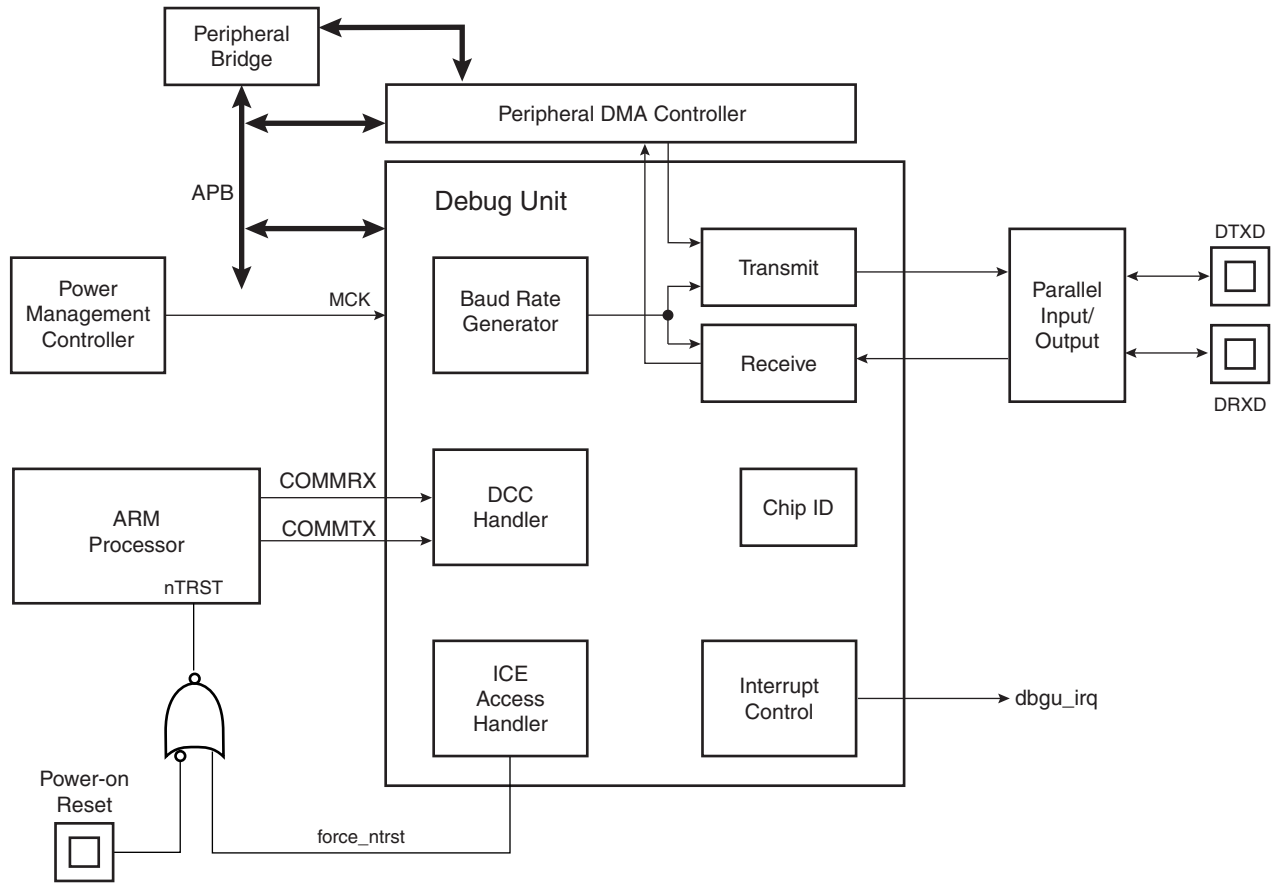 Peripheral
Bridge
Peripheral DMA Controller
APB
Debug Unit
Power
Management
Controller
MCK
Baud Rate
Generator
Transmit
Receive
Parallel
Input/
Output
DTXD
DRXD
ARM
Processor
nTRST
COMMRX
COMMTX
DCC
Handler
Chip ID
ICE
Access
Handler
Interrupt
Control
dbgu_irq
Power-on
Reset
force_ntrst